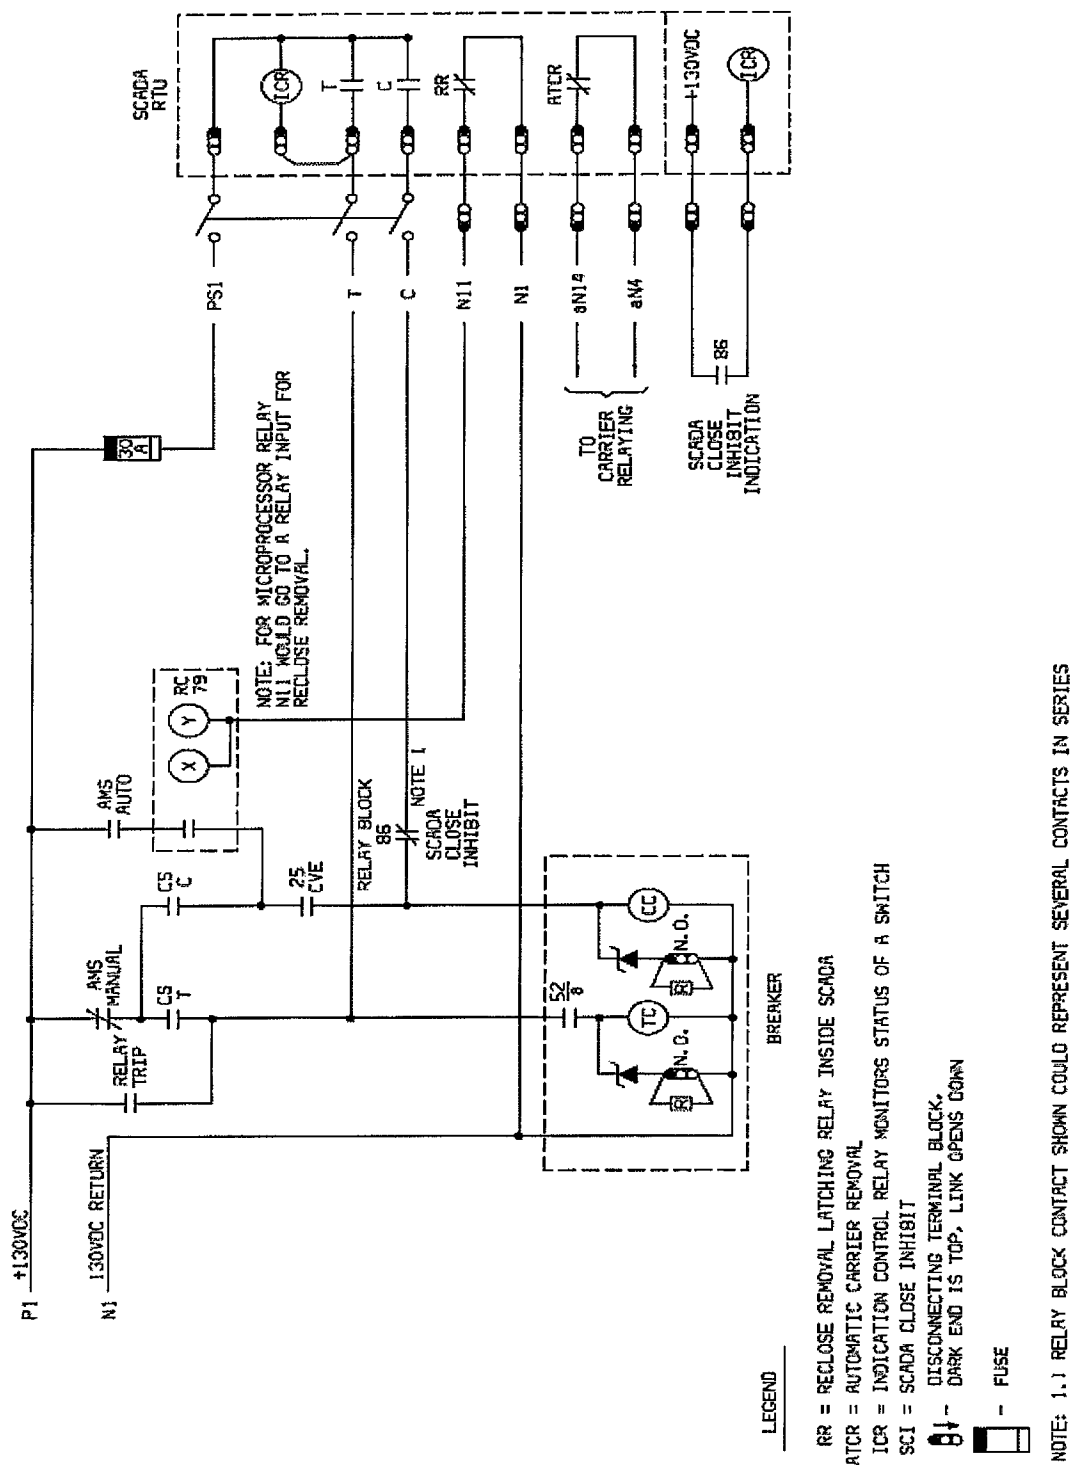 P1 +130VDC
N1 130VDC RETURN
RELAY
TRIP
AMS
MANUAL
CS
T
CS
C
AMS
AUTO
X
Y
RC
79
25
CVE
RELAY BLOCK
86
NOTE 1
SCADA
CLOSE
INHIBIT
NOTE: FOR MICROPROCESSOR RELAY
N11 WOULD GO TO A RELAY INPUT FOR
RECLOSE REMOVAL.
30
A
PS1
T
C
N11
N1
aN14
aN4
TO
CARRIER
RELAYING
86
SCADA
CLOSE
INHIBIT
INDICATION
SCADA
RTU
ICR
T
C
RR
ATCR
+130VDC
ICR
52
a
TC
CC
R
N.O.
R
N.O.
BREAKER
LEGEND
RR = RECLOSE REMOVAL LATCHING RELAY INSIDE SCADA
ATCR = AUTOMATIC CARRIER REMOVAL
ICR = INDICATION CONTROL RELAY MONITORS STATUS OF A SWITCH
SCI = SCADA CLOSE INHIBIT
- DISCONNECTING TERMINAL BLOCK.
DARK END IS TOP, LINK OPENS DOWN
- FUSE
NOTE: 1.) RELAY BLOCK CONTACT SHOWN COULD REPRESENT SEVERAL CONTACTS IN SERIES